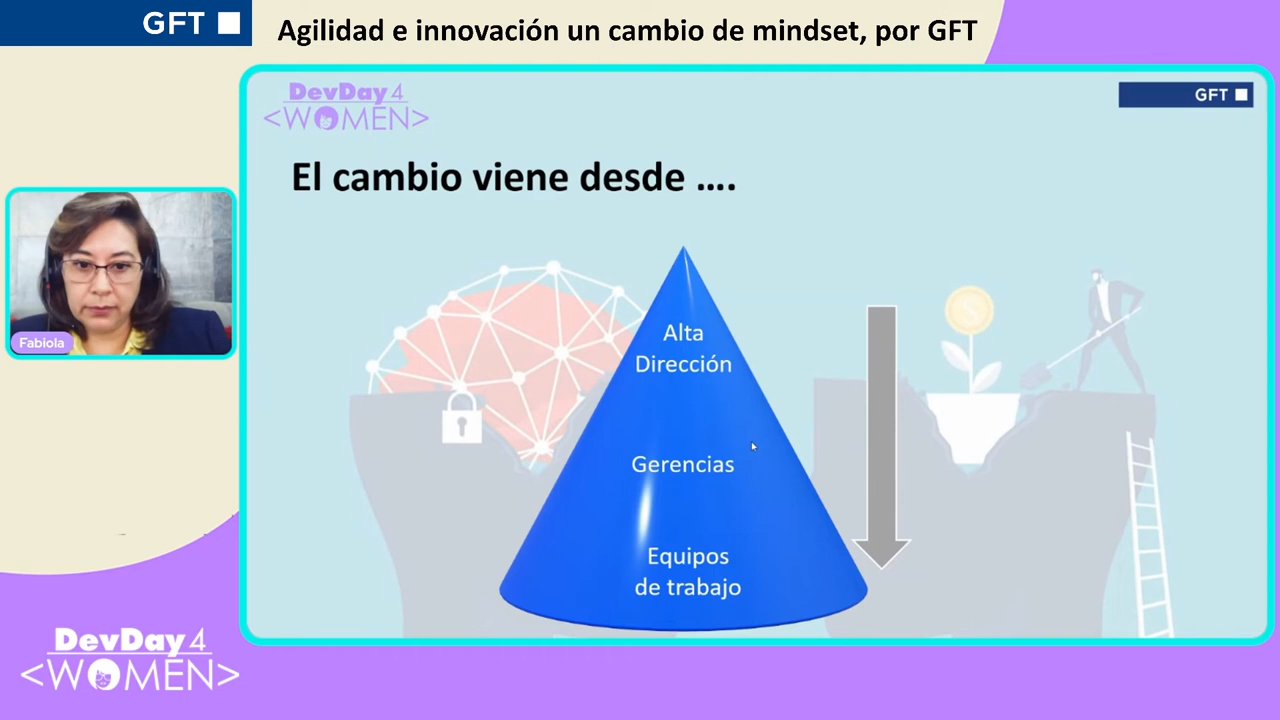 GFT
Agilidad e innovación un cambio de mindset, por GFT
DevDay4
<WOMEN>
GFT
El cambio viene desde ....
Alta
Dirección
Gerencias
Equipos
de trabajo
Fabiola
DevDay4
<WOMEN>